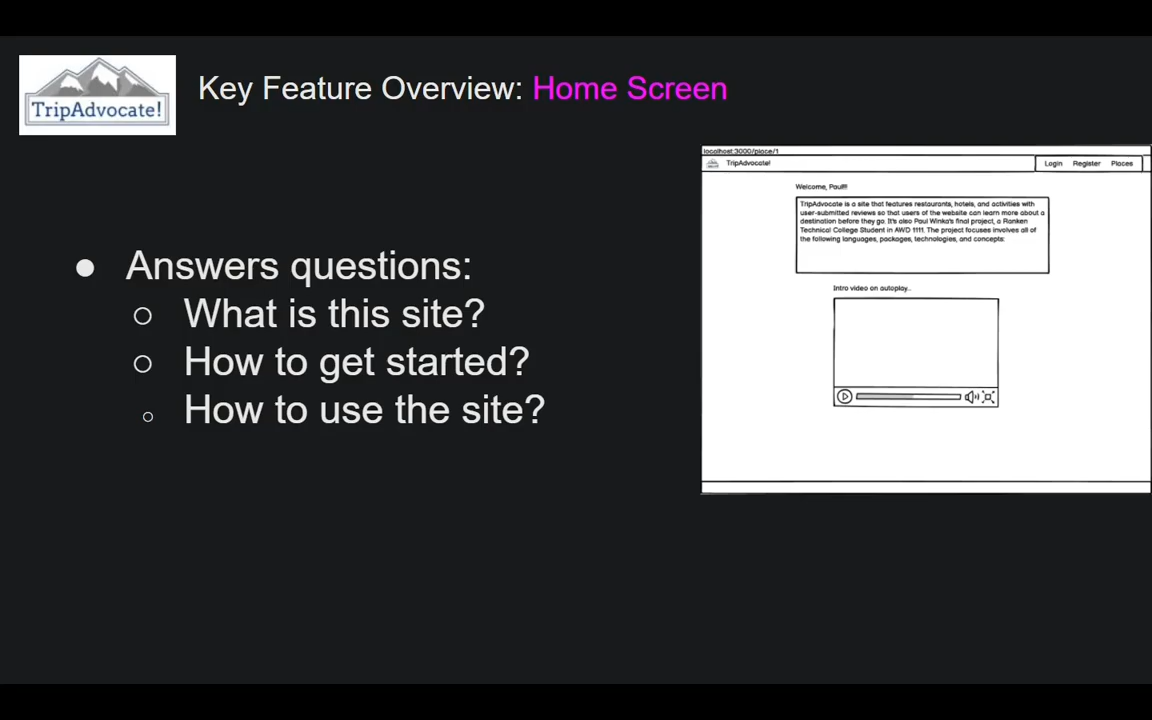 TripAdvocate!
Key Feature Overview: Home Screen
localhost:3000/place/1
TripAdvocate!
Login Register Places
Welcome, Paul!!!
TripAdvocate is a site that features restaurants, hotels, and activities with
user-submitted reviews so that users of the website can learn more about a
destination before they go. It's also Paul Winka's final project, a Ranken
Technical College Student in AWD 1111. The project focuses involves all of
the following languages, packages, technologies, and concepts:
Intro video on autoplay..
● Answers questions:
○ What is this site?
○ How to get started?
○ How to use the site?